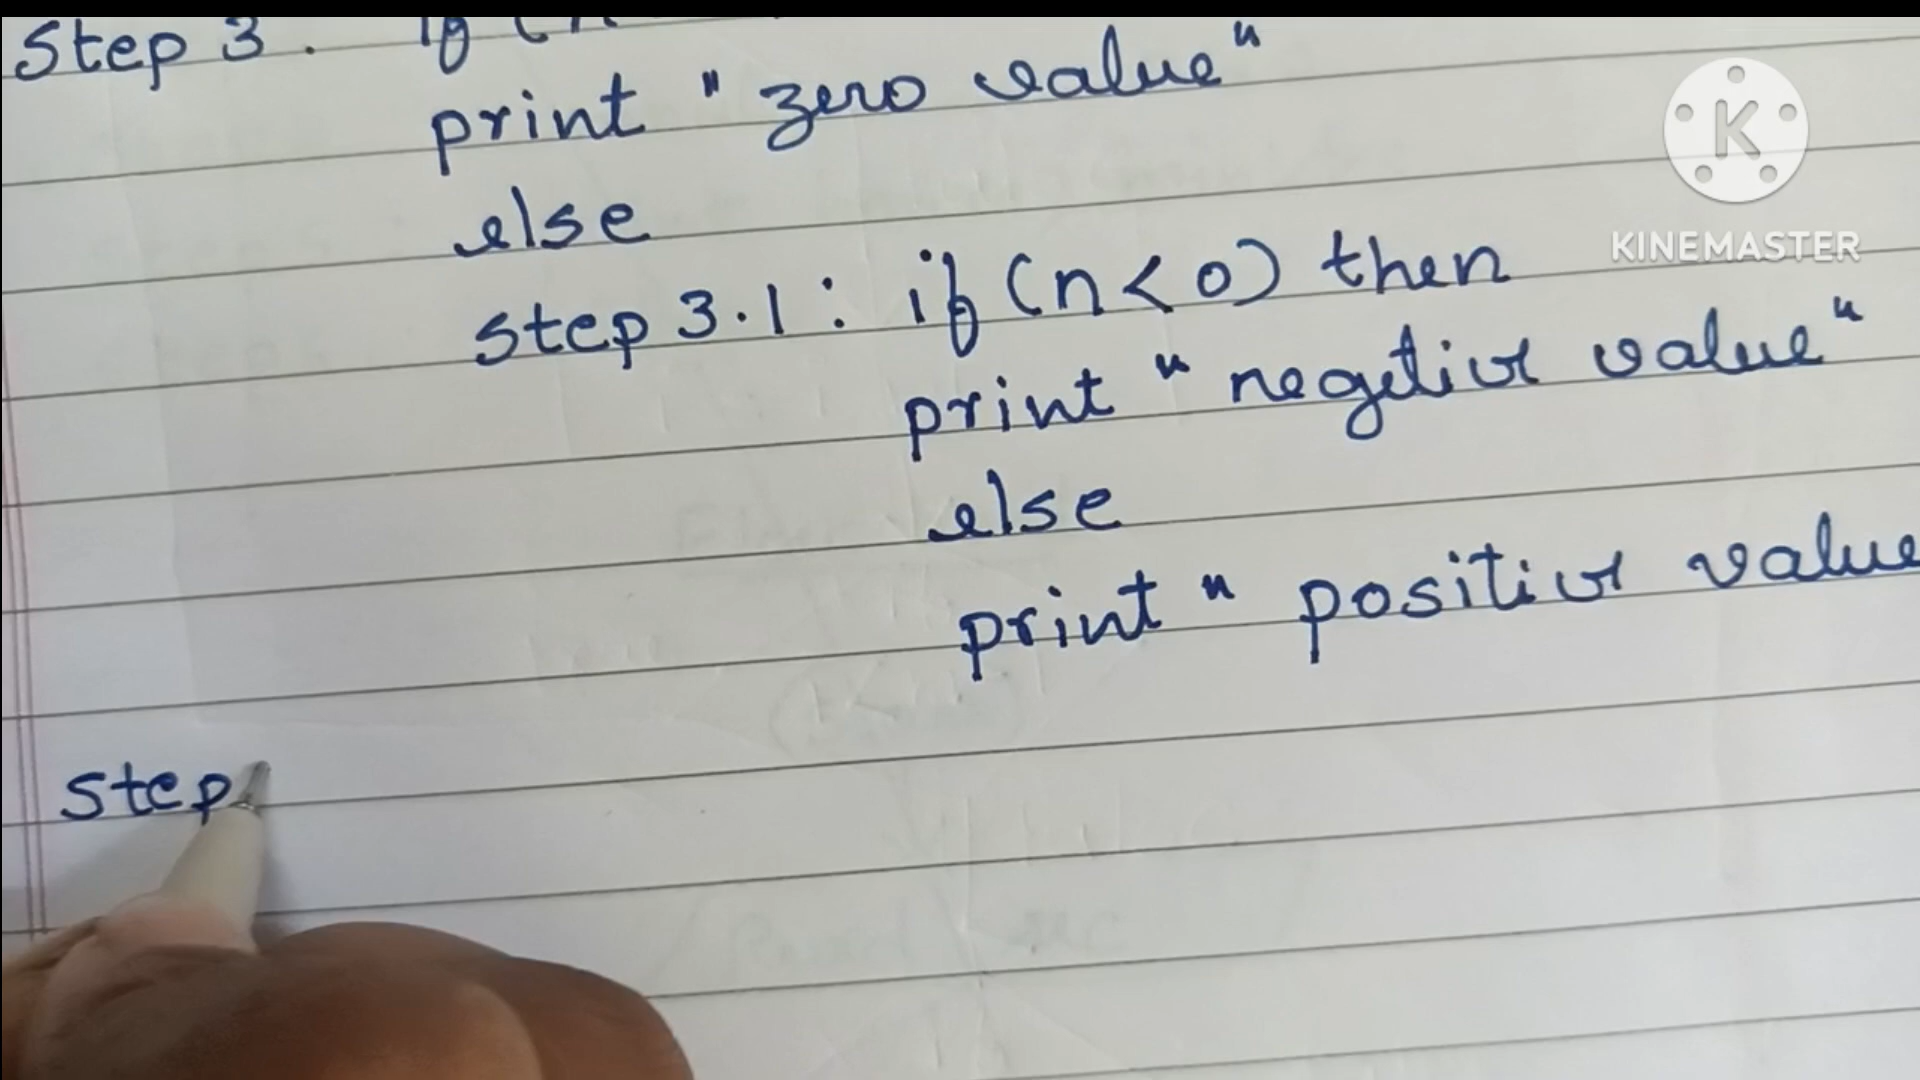 Step 3. if (
print "zero value"
else
step 3.1: if (n<0) then
print "negetive value"
else
print "positive value
step
K
KINEMASTER